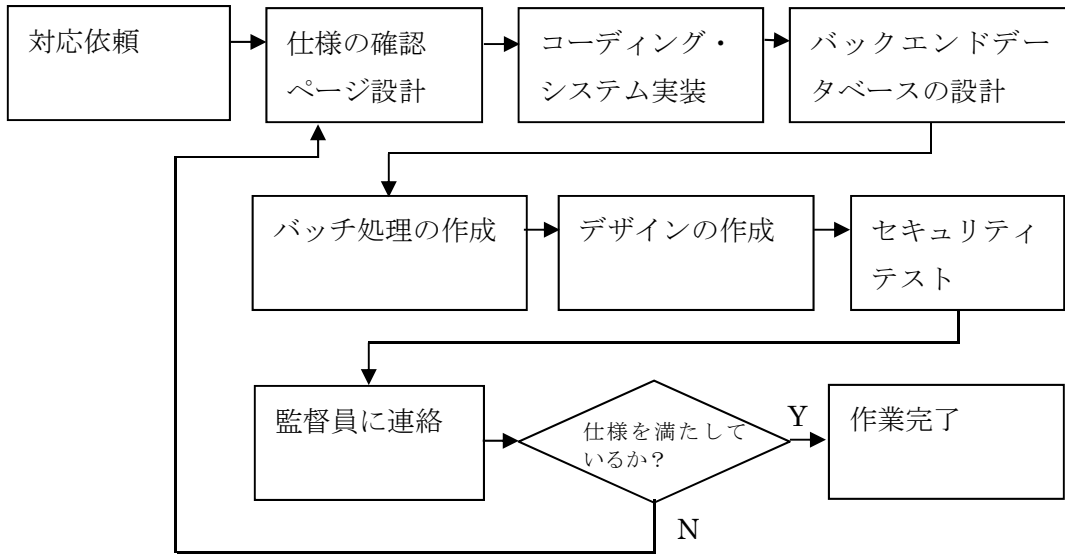 対応依頼
仕様の確認
ページ設計
コーディング・
システム実装
バックエンドデー
タベースの設計
バッチ処理の作成
デザインの作成
セキュリティ
テスト
監督員に連絡
仕様を満たして
いるか？
Y
作業完了
N